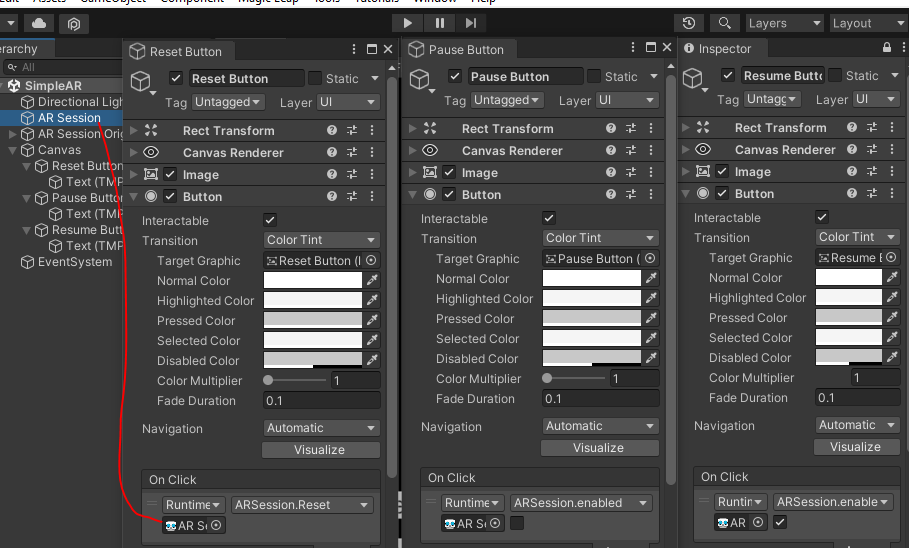 Edit Assets GameObject Component Magic Leap Tools Tutorials Window Help
Layers Layout
Hierarchy
All
SimpleAR
Directional Ligh
AR Session
AR Session Orig
Canvas
Reset Button
Text (TMP
Pause Button
Text (TMP
Resume Butt
Text (TMP
EventSystem
Reset Button
Reset Button Static
Tag Untagged Layer UI
Rect Transform
Canvas Renderer
Image
Button
Interactable
Transition Color Tint
Target Graphic Reset Button (I
Normal Color
Highlighted Color
Pressed Color
Selected Color
Disabled Color
Color Multiplier 1
Fade Duration 0.1
Navigation Automatic
Visualize
On Click
Runtime ARSession.Reset
AR Se
Pause Button
Pause Button Static
Tag Untagged Layer UI
Rect Transform
Canvas Renderer
Image
Button
Interactable
Transition Color Tint
Target Graphic Pause Button (
Normal Color
Highlighted Color
Pressed Color
Selected Color
Disabled Color
Color Multiplier 1
Fade Duration 0.1
Navigation Automatic
Visualize
On Click
Runtime ARSession.enabled
AR Se
Inspector
Resume Butto Static
Tag Untagg Layer UI
Rect Transform
Canvas Renderer
Image
Button
Interactable
Transition Color Tint
Target Graphic Resume B
Normal Color
Highlighted Color
Pressed Color
Selected Color
Disabled Color
Color Multiplier 1
Fade Duration 0.1
Navigation Automatic
Visualize
On Click
Runtin ARSession.enable
AR